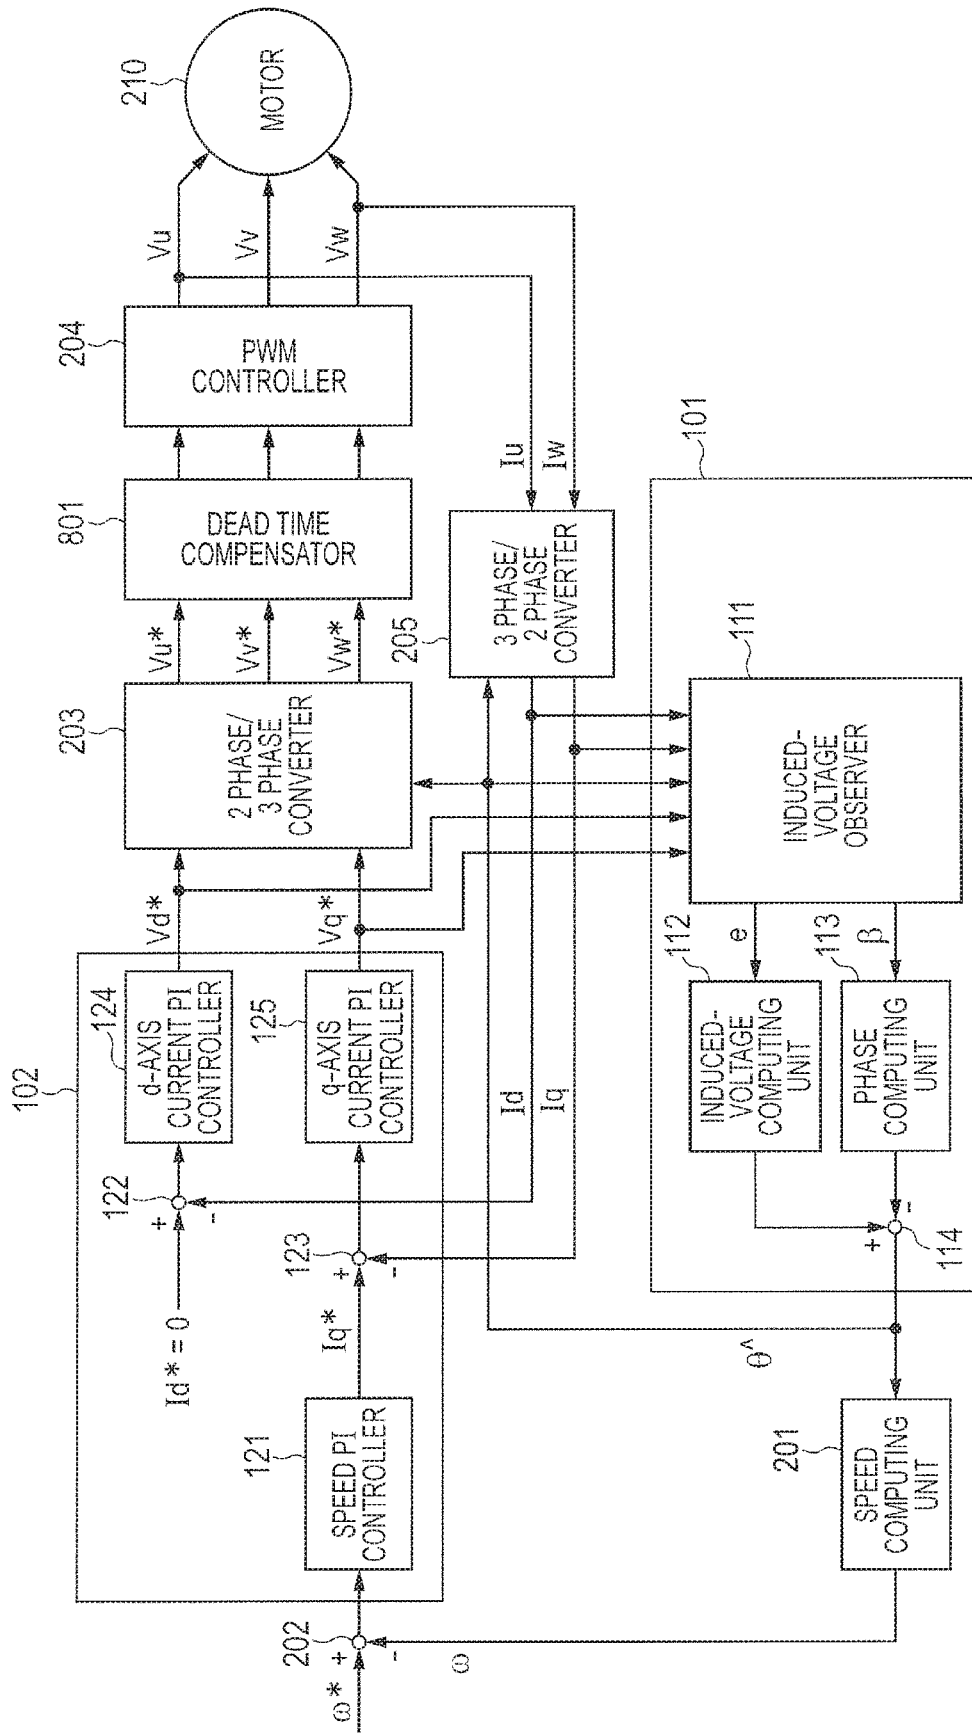 102
124
d-AXIS
CURRENT PI
CONTROLLER
Vd*
203
2 PHASE/
3 PHASE
CONVERTER
Vu*
Vv*
Vw*
801
DEAD TIME
COMPENSATOR
204
PWM
CONTROLLER
Vu
Vv
Vw
210
MOTOR
Id* = 0
122
+
-
125
q-AXIS
CURRENT PI
CONTROLLER
Vq*
121
SPEED PI
CONTROLLER
Iq*
123
+
-
ω*
202
+
-
ω
Id
Iq
205
3 PHASE/
2 PHASE
CONVERTER
Iu
Iw
101
111
INDUCED-
VOLTAGE
OBSERVER
e
β
112
INDUCED-
VOLTAGE
COMPUTING
UNIT
113
PHASE
COMPUTING
UNIT
+
-
114
θ^
201
SPEED
COMPUTING
UNIT